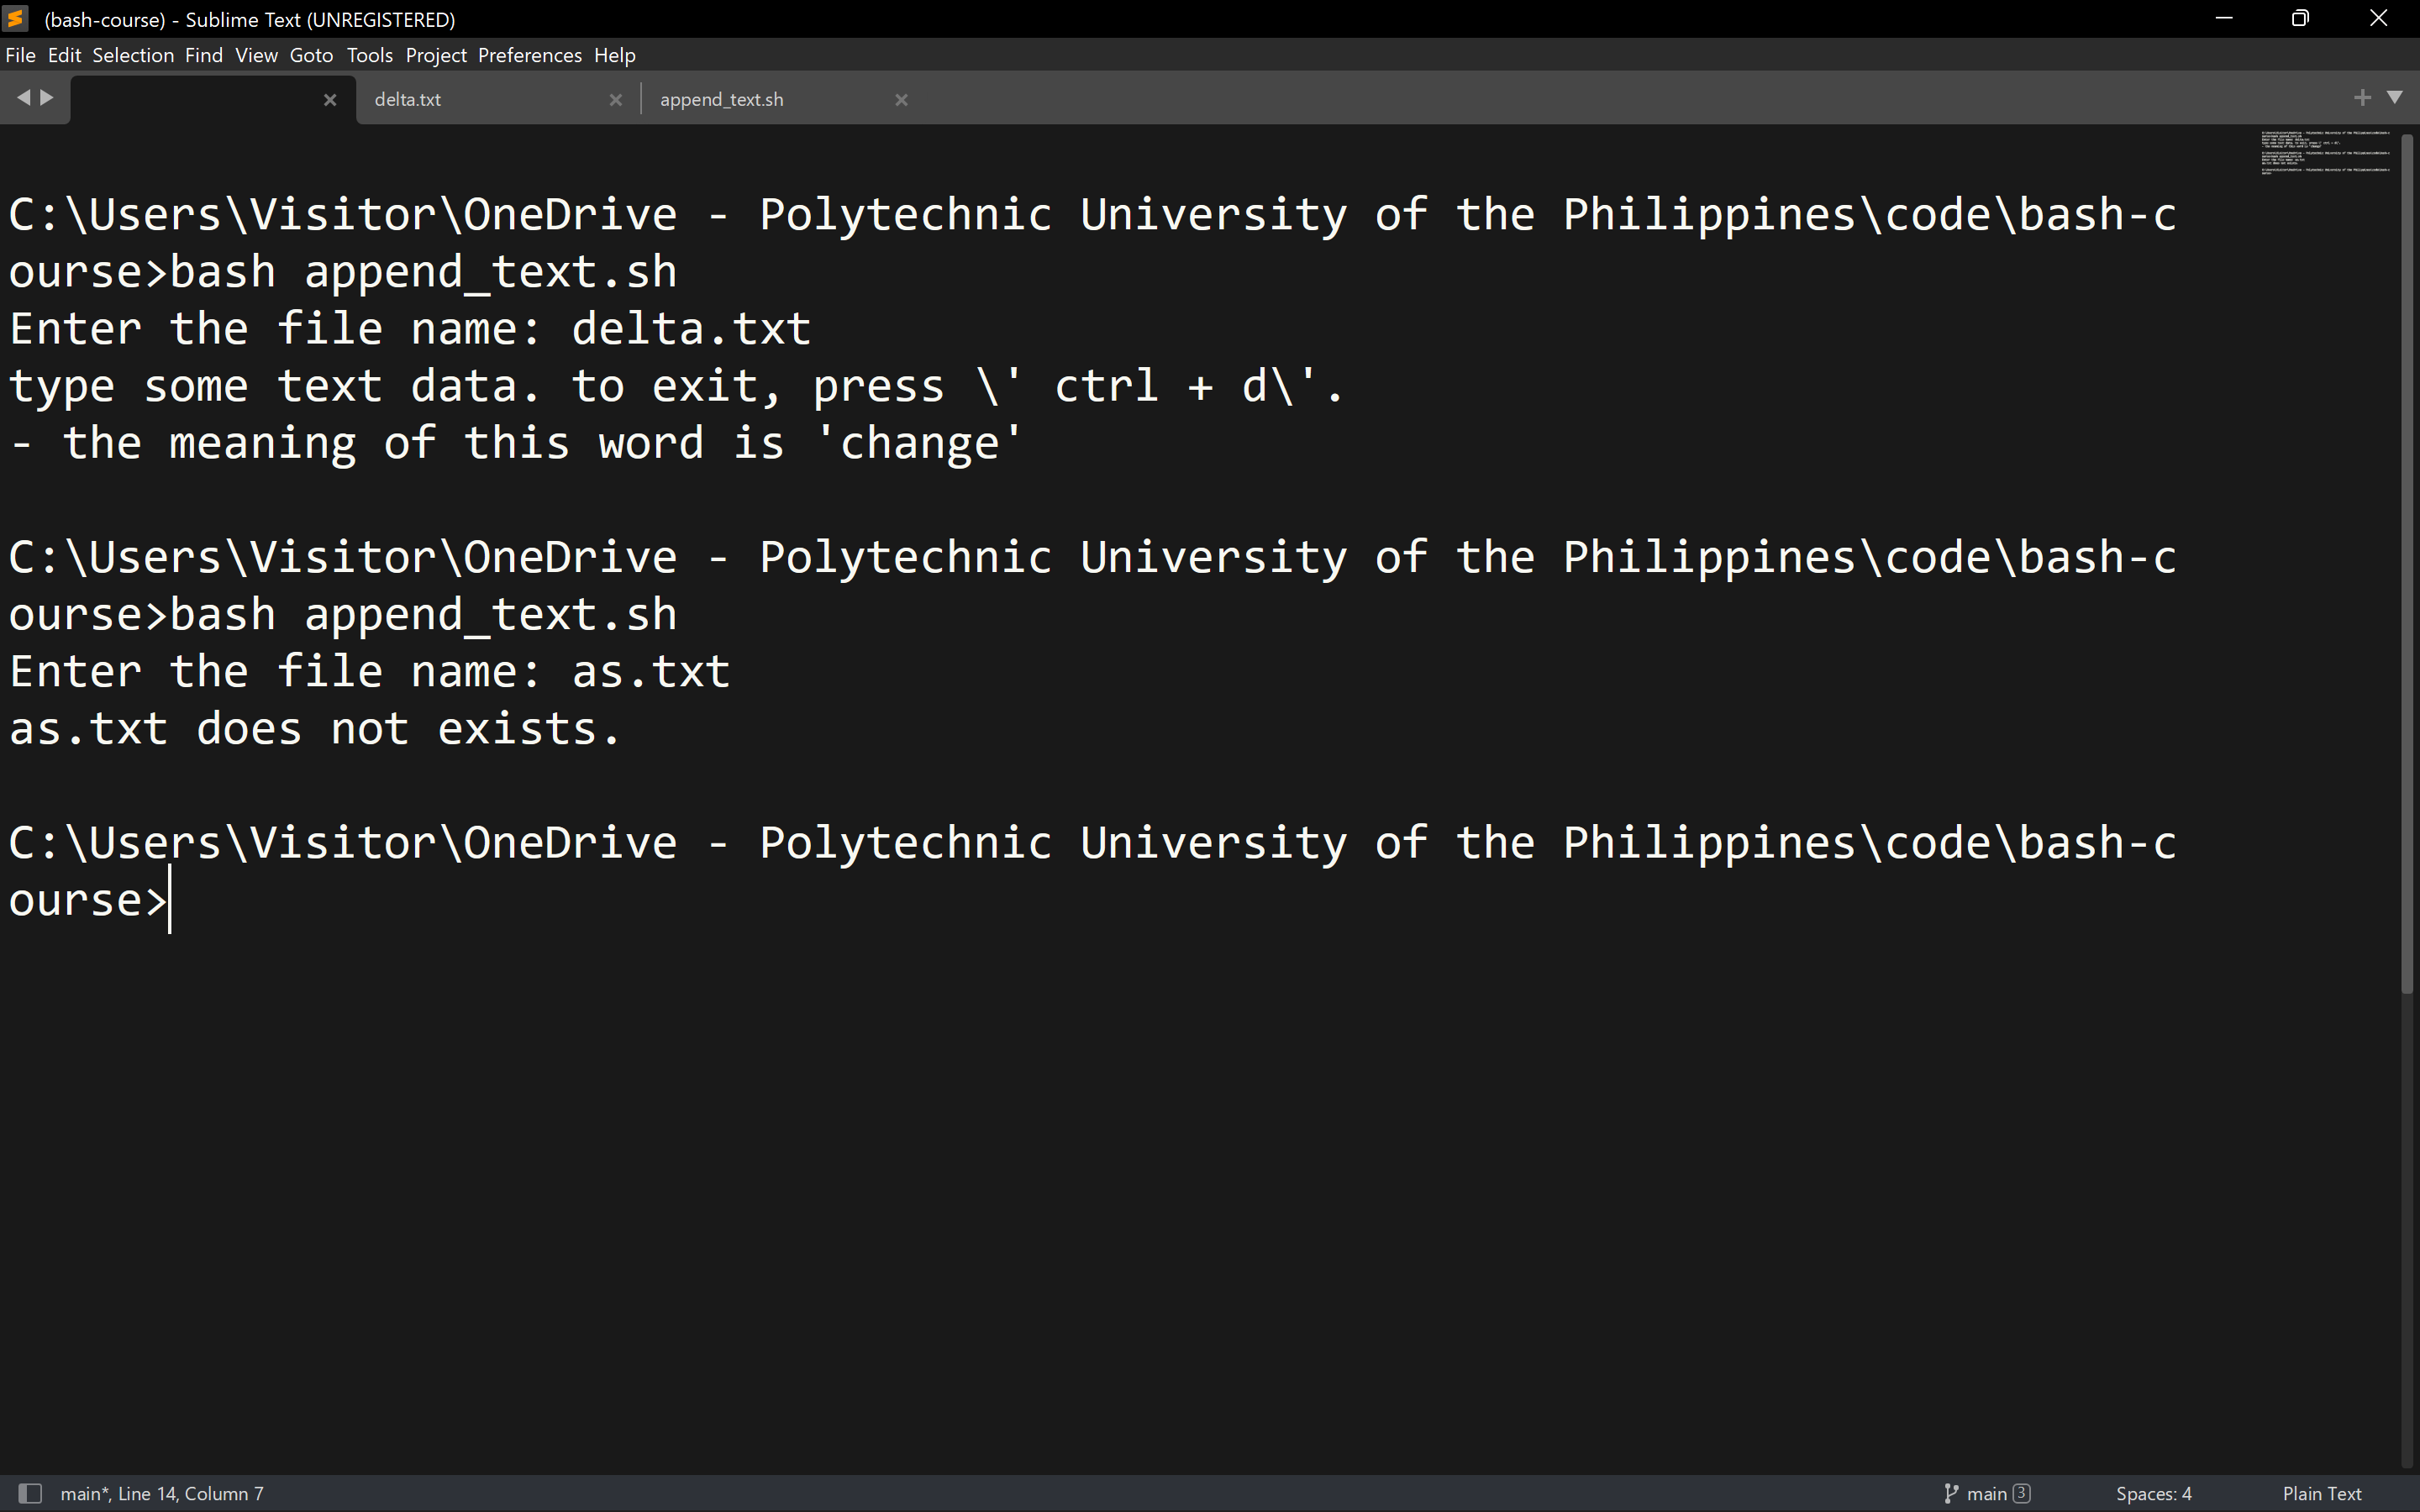 (bash-course) - Sublime Text (UNREGISTERED)
File Edit Selection Find View Goto Tools Project Preferences Help
delta.txt append_text.sh
C:\Users\Visitor\OneDrive - Polytechnic University of the Philippines\code\bash-c
ourse>bash append_text.sh
Enter the file name: delta.txt
type some text data. to exit, press \' ctrl + d\'.
- the meaning of this word is 'change'
C:\Users\Visitor\OneDrive - Polytechnic University of the Philippines\code\bash-c
ourse>bash append_text.sh
Enter the file name: as.txt
as.txt does not exists.
C:\Users\Visitor\OneDrive - Polytechnic University of the Philippines\code\bash-c
ourse>
main*, Line 14, Column 7 main 3 Spaces: 4 Plain Text